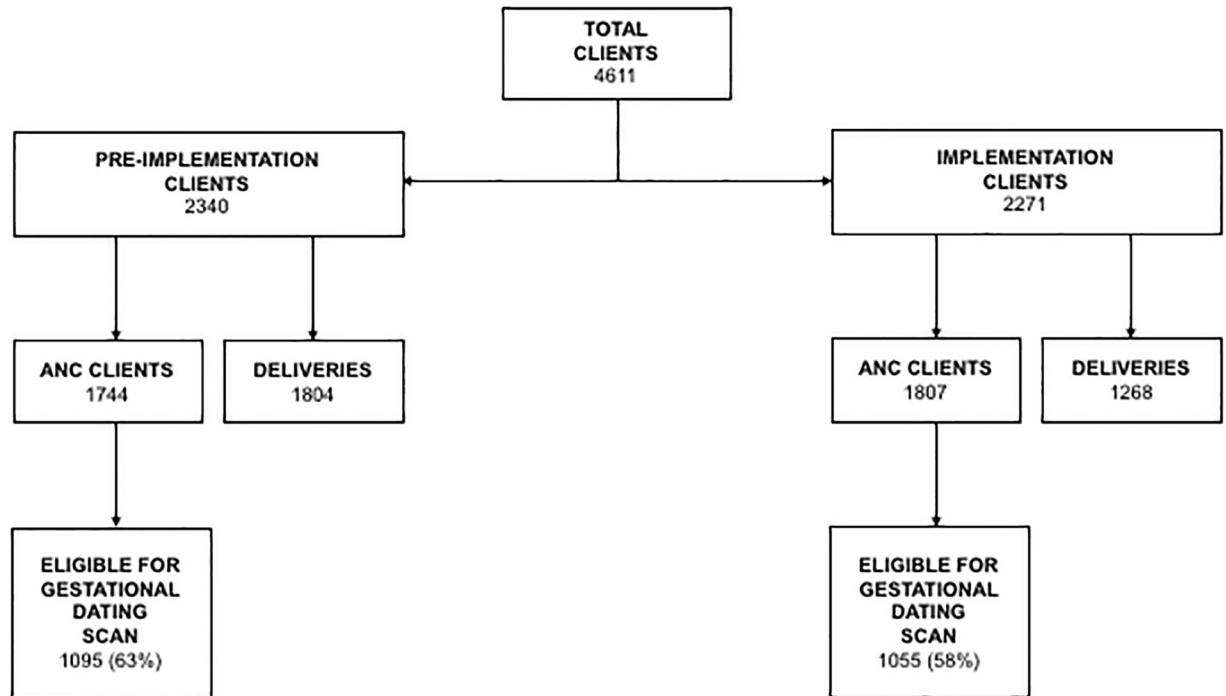 TOTAL
CLIENTS
4611
PRE-IMPLEMENTATION
CLIENTS
2340
IMPLEMENTATION
CLIENTS
2271
ANC CLIENTS
1744
DELIVERIES
1804
ANC CLIENTS
1807
DELIVERIES
1268
ELIGIBLE FOR
GESTATIONAL
DATING
SCAN
1095 (63%)
ELIGIBLE FOR
GESTATIONAL
DATING
SCAN
1055 (58%)